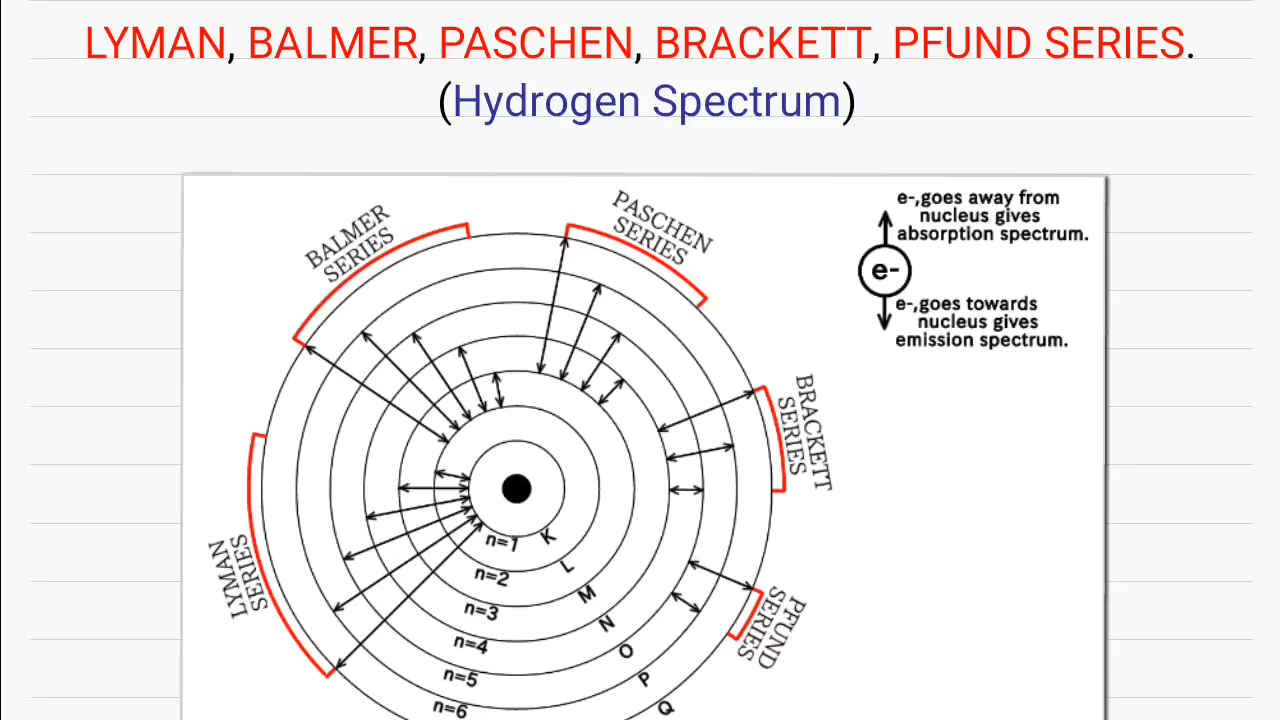 LYMAN, BALMER, PASCHEN, BRACKETT, PFUND SERIES.
(Hydrogen Spectrum)
BALMER
SERIES
PASCHEN
SERIES
e-,goes away from
nucleus gives
absorption spectrum.
e-
e-,goes towards
nucleus gives
emission spectrum.
BRACKETT
SERIES
LYMAN
SERIES
PFUND
SERIES
n=1
K
n=2
L
n=3
M
n=4
N
n=5
O
n=6
P
Q